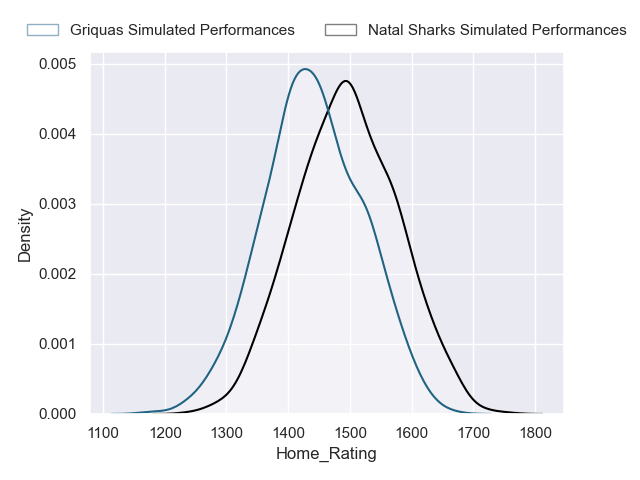 Griquas Simulated Performances Natal Sharks Simulated Performances
0.005
0.004
0.003
0.002
0.001
0.000
Density
1100 1200 1300 1400 1500 1600 1700 1800
Home_Rating